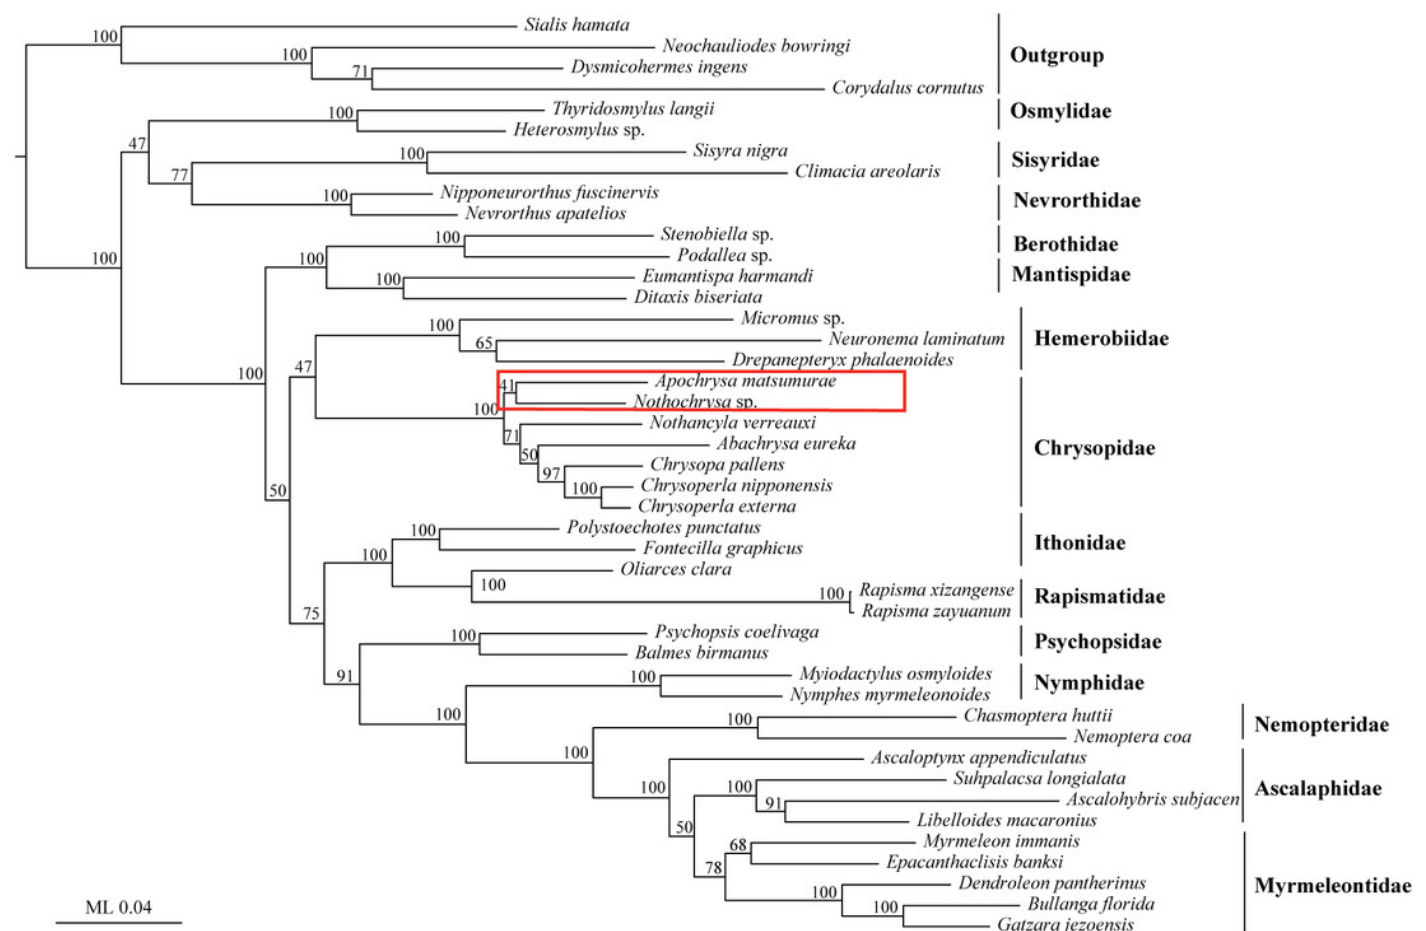 Sialis hamata
100
Neochauliodes bowringi
100
Outgroup
Dysmicohermes ingens
71
Corydalus cornutus
Thyridosmylus langii
100
Osmylidae
Heterosmylus sp.
47
Sisyra nigra
100
Sisyridae
Climacia areolaris
77
Nipponeurorthus fuscinervis
100
Nevrorthidae
Nevrorthus apatelios
Stenobiella sp.
100
Berothidae
Podallea sp.
100
100
Eumantispa harmandi
Mantispidae
100
Ditaxis biseriata
Micromus sp.
100
Neuronema laminatum
Hemerobiidae
65
Drepanepteryx phalaenoides
47
100
Apochrysa matsumurae
41
Nothochrysa sp.
100
Nothancyla verreauxi
71
Abachrysa eureka
Chrysopidae
50
Chrysopa pallens
97
Chrysoperla nipponensis
100
Chrysoperla externa
50
Polystoechotes punctatus
100
Ithonidae
Fontecilla graphicus
100
Oliarces clara
100
Rapisma xizangense
100
Rapismatidae
Rapisma zayuanum
75
Psychopsis coelivaga
100
Psychopsidae
Balmes birmanus
91
Myiodactylus osmyloides
100
Nymphidae
Nymphes myrmeleonoides
100
Chasmoptera huttii
100
Nemopteridae
Nemoptera coa
100
Ascaloptynx appendiculatus
Suhpalacsa longialata
100
100
Ascalaphidae
Ascalohybris subjacen
91
Libelloides macaronius
50
Myrmeleon immanis
68
Epacanthaclisis banksi
78
Dendroleon pantherinus
Myrmeleontidae
100
Bullanga florida
100
Gatzara jezoensis
ML 0.04